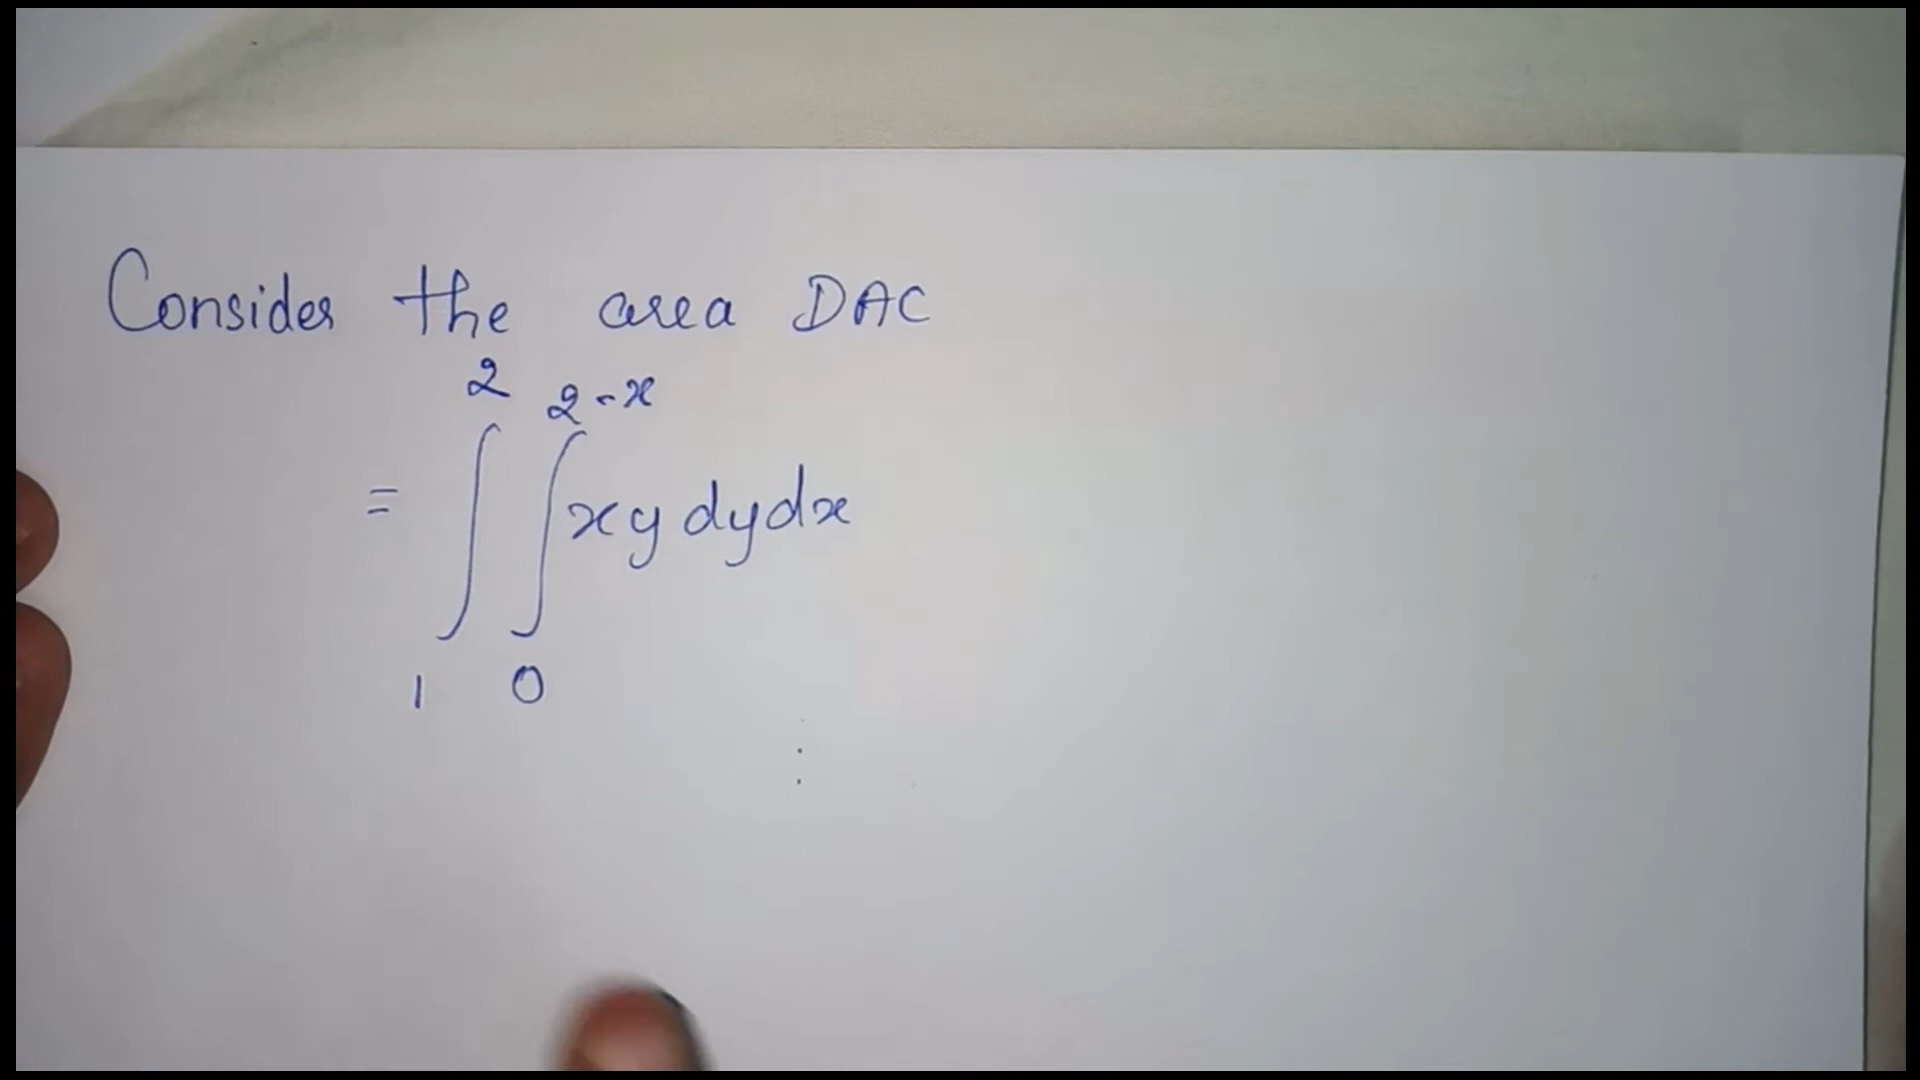 Consider the area DAC
2 2-x
= ∫ ∫ xy dydx
1 0